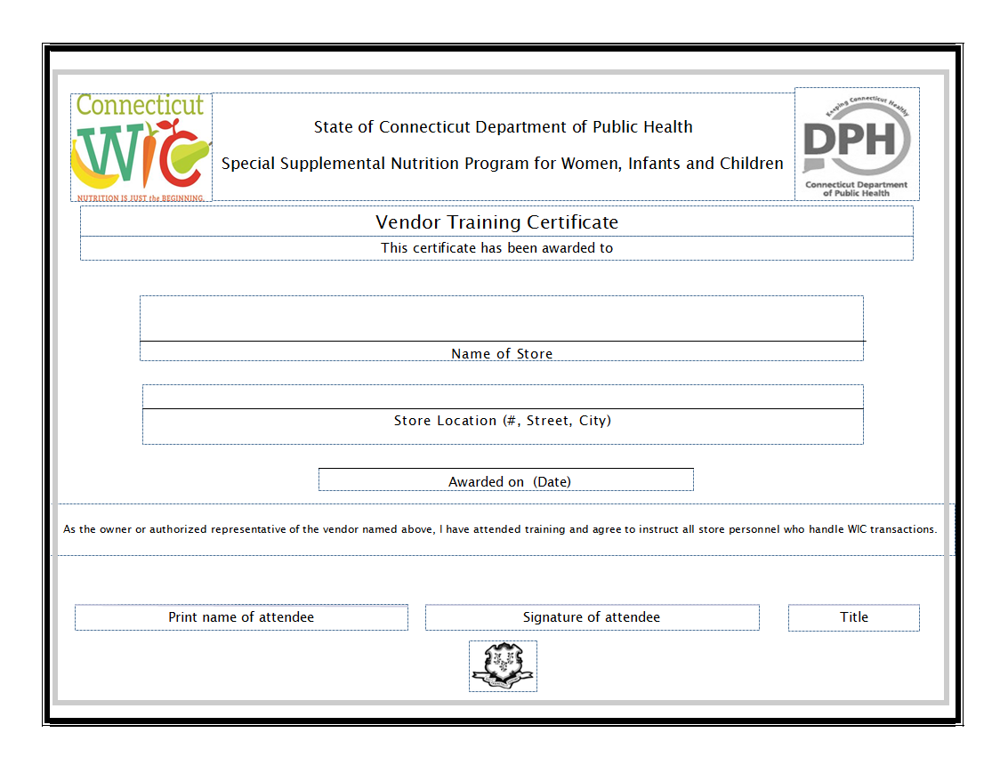 Connecticut
WIC
NUTRITION IS JUST the BEGINNING.
State of Connecticut Department of Public Health
Special Supplemental Nutrition Program for Women, Infants and Children
Keeping Connecticut Healthy
DPH
Connecticut Department
of Public Health
Vendor Training Certificate
This certificate has been awarded to
Name of Store
Store Location (#, Street, City)
Awarded on (Date)
As the owner or authorized representative of the vendor named above, I have attended training and agree to instruct all store personnel who handle WIC transactions.
Print name of attendee
Signature of attendee
Title